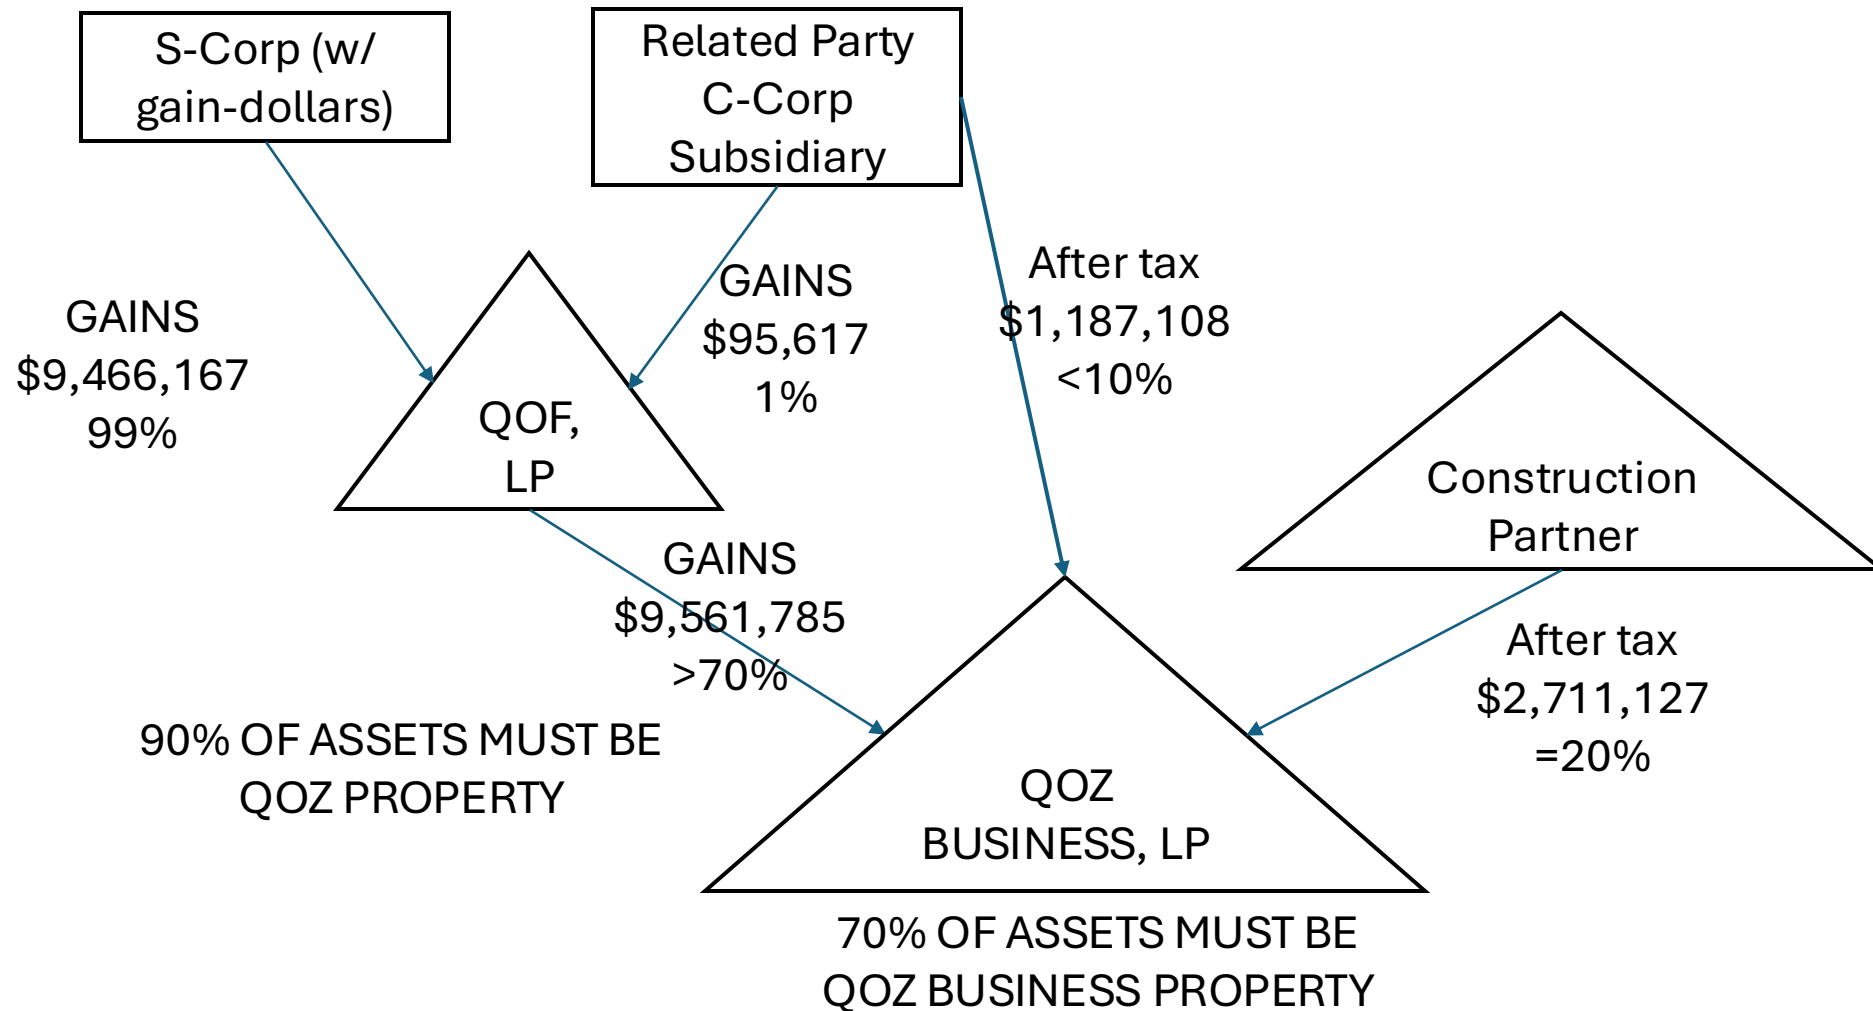 S-Corp (w/
gain-dollars)
Related Party
C-Corp
Subsidiary
GAINS
$9,466,167
99%
GAINS
$95,617
1%
After tax
$1,187,108
<10%
QOF,
LP
Construction
Partner
GAINS
$9,561,785
>70%
After tax
$2,711,127
=20%
90% OF ASSETS MUST BE
QOZ PROPERTY
QOZ
BUSINESS, LP
70% OF ASSETS MUST BE
QOZ BUSINESS PROPERTY